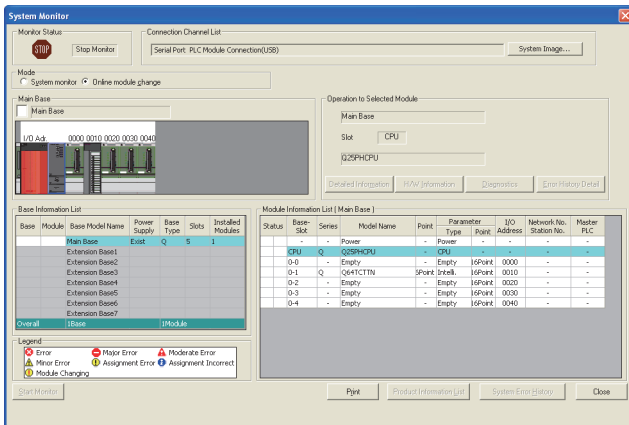 System Monitor
Monitor Status
STOP
Stop Monitor
Connection Channel List
Serial Port PLC Module Connection(USB)
System Image...
Mode
System monitor
Online module change
Main Base
Main Base
I/O Adr. 0000 0010 0020 0030 0040
Operation to Selected Module
Main Base
Slot CPU
Q25PHCPU
Detailed Information
H/W Information
Diagnostics
Error History Detail
Base Information List
Base Module Base Model Name Power Supply Base Type Slots Installed Modules
Main Base Exist Q 5 1
Extension Base1
Extension Base2
Extension Base3
Extension Base4
Extension Base5
Extension Base6
Extension Base7
Overall 1Base 1Module
Module Information List ( Main Base )
Status Base-Slot Series Model Name Point Parameter Type Point I/O Address Network No. Station No. Master PLC
- - Power - Power - - - -
CPU Q Q25PHCPU - CPU - - - -
0-0 - Empty - Empty 16Point 0000 - -
0-1 Q Q64TCTTN 5Point Intelli. 16Point 0010 - -
0-2 - Empty - Empty 16Point 0020 - -
0-3 - Empty - Empty 16Point 0030 - -
0-4 - Empty - Empty 16Point 0040 - -
Legend
Error Major Error Moderate Error
Minor Error Assignment Error Assignment Incorrect
Module Changing
Start Monitor
Print
Product Information List
System Error History
Close